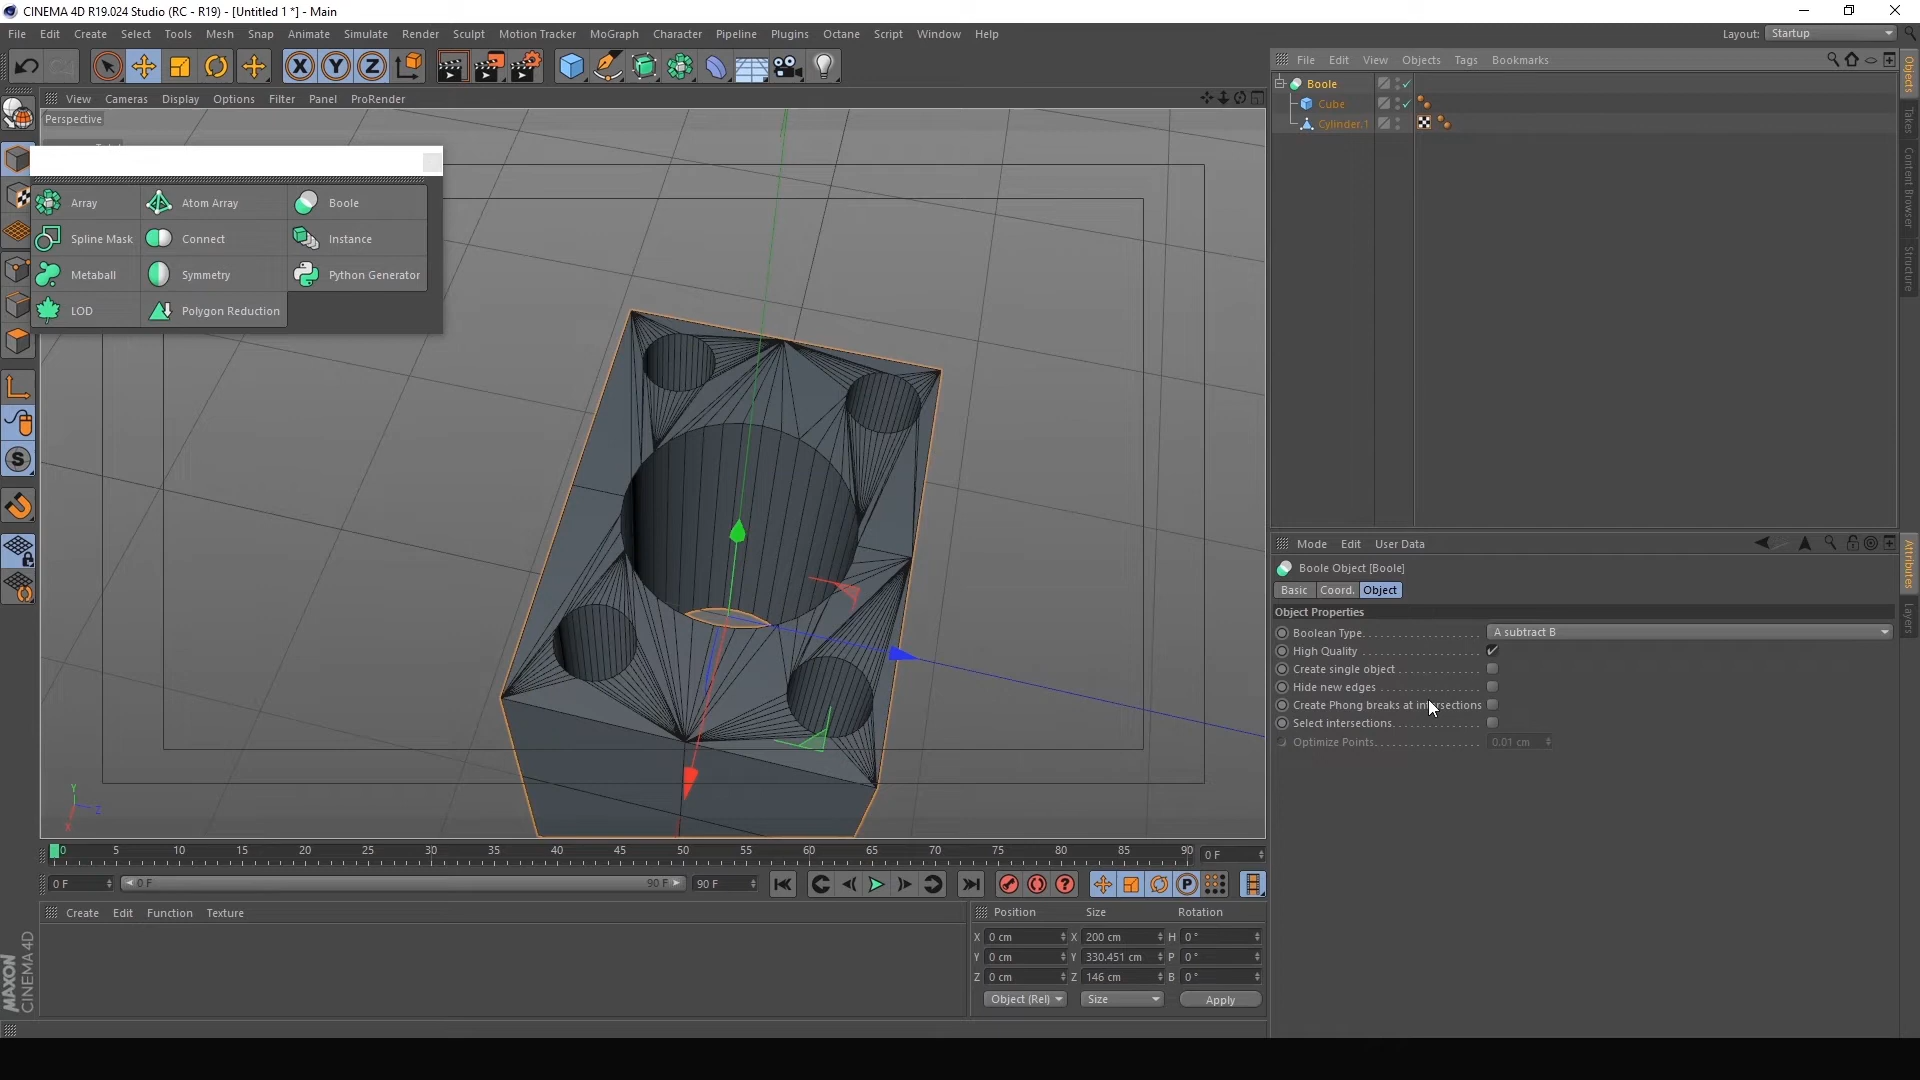 CINEMA 4D R19.024 Studio (RC - R19) - [Untitled 1 *] - Main
File Edit Create Select Tools Mesh Snap Animate Simulate Render Sculpt Motion Tracker MoGraph Character Pipeline Plugins Octane Script Window Help
Layout: Startup
View Cameras Display Options Filter Panel ProRender
Perspective
Array Atom Array Boole
Spline Mask Connect Instance
Metaball Symmetry Python Generator
LOD Polygon Reduction
File Edit View Objects Tags Bookmarks
Boole
Cube
Cylinder.1
Objects
Takes
Content Browser
Structure
Mode Edit User Data
Boole Object [Boole]
Basic Coord. Object
Object Properties
Boolean Type A subtract B
High Quality
Create single object
Hide new edges
Create Phong breaks at intersections
Select intersections
Optimize Points 0.01 cm
Attributes
Layers
Y
Z
X
0 5 10 15 20 25 30 35 40 45 50 55 60 65 70 75 80 85 90 0 F
0 F 0 F 90 F 90 F
Create Edit Function Texture
Position Size Rotation
X 0 cm X 200 cm H 0 °
Y 0 cm Y 330.451 cm P 0 °
Z 0 cm Z 146 cm B 0 °
Object (Rel) Size Apply
MAXON
CINEMA 4D